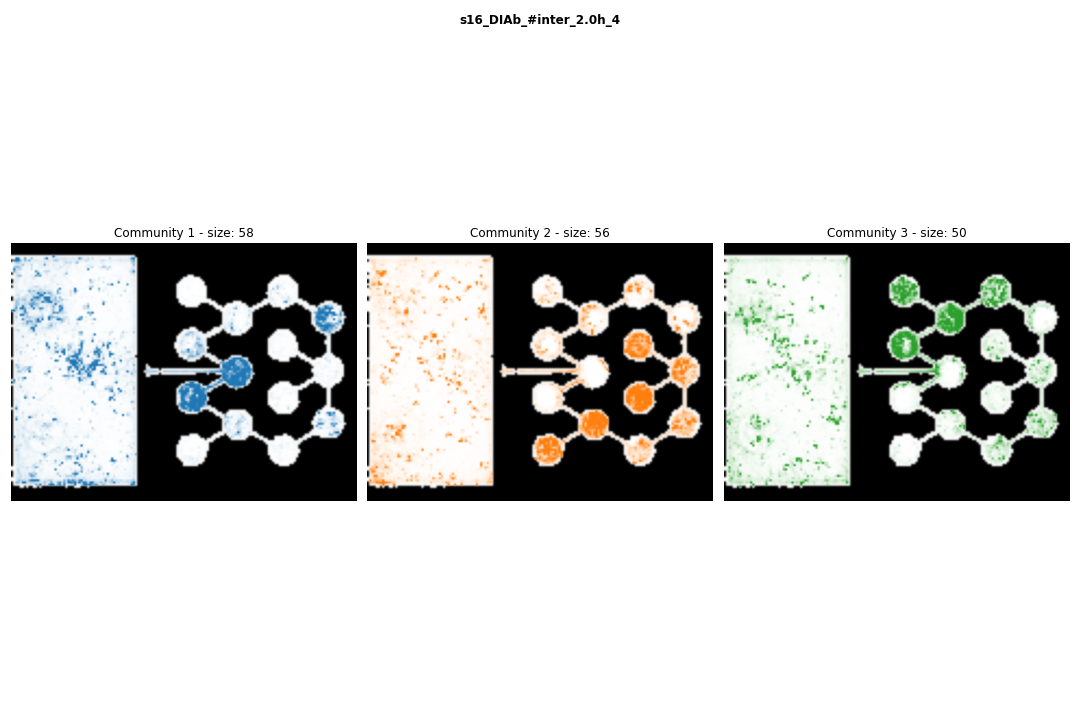 s16_DIAb_#inter_2.0h_4
Community 1 - size: 58
Community 2 - size: 56
Community 3 - size: 50